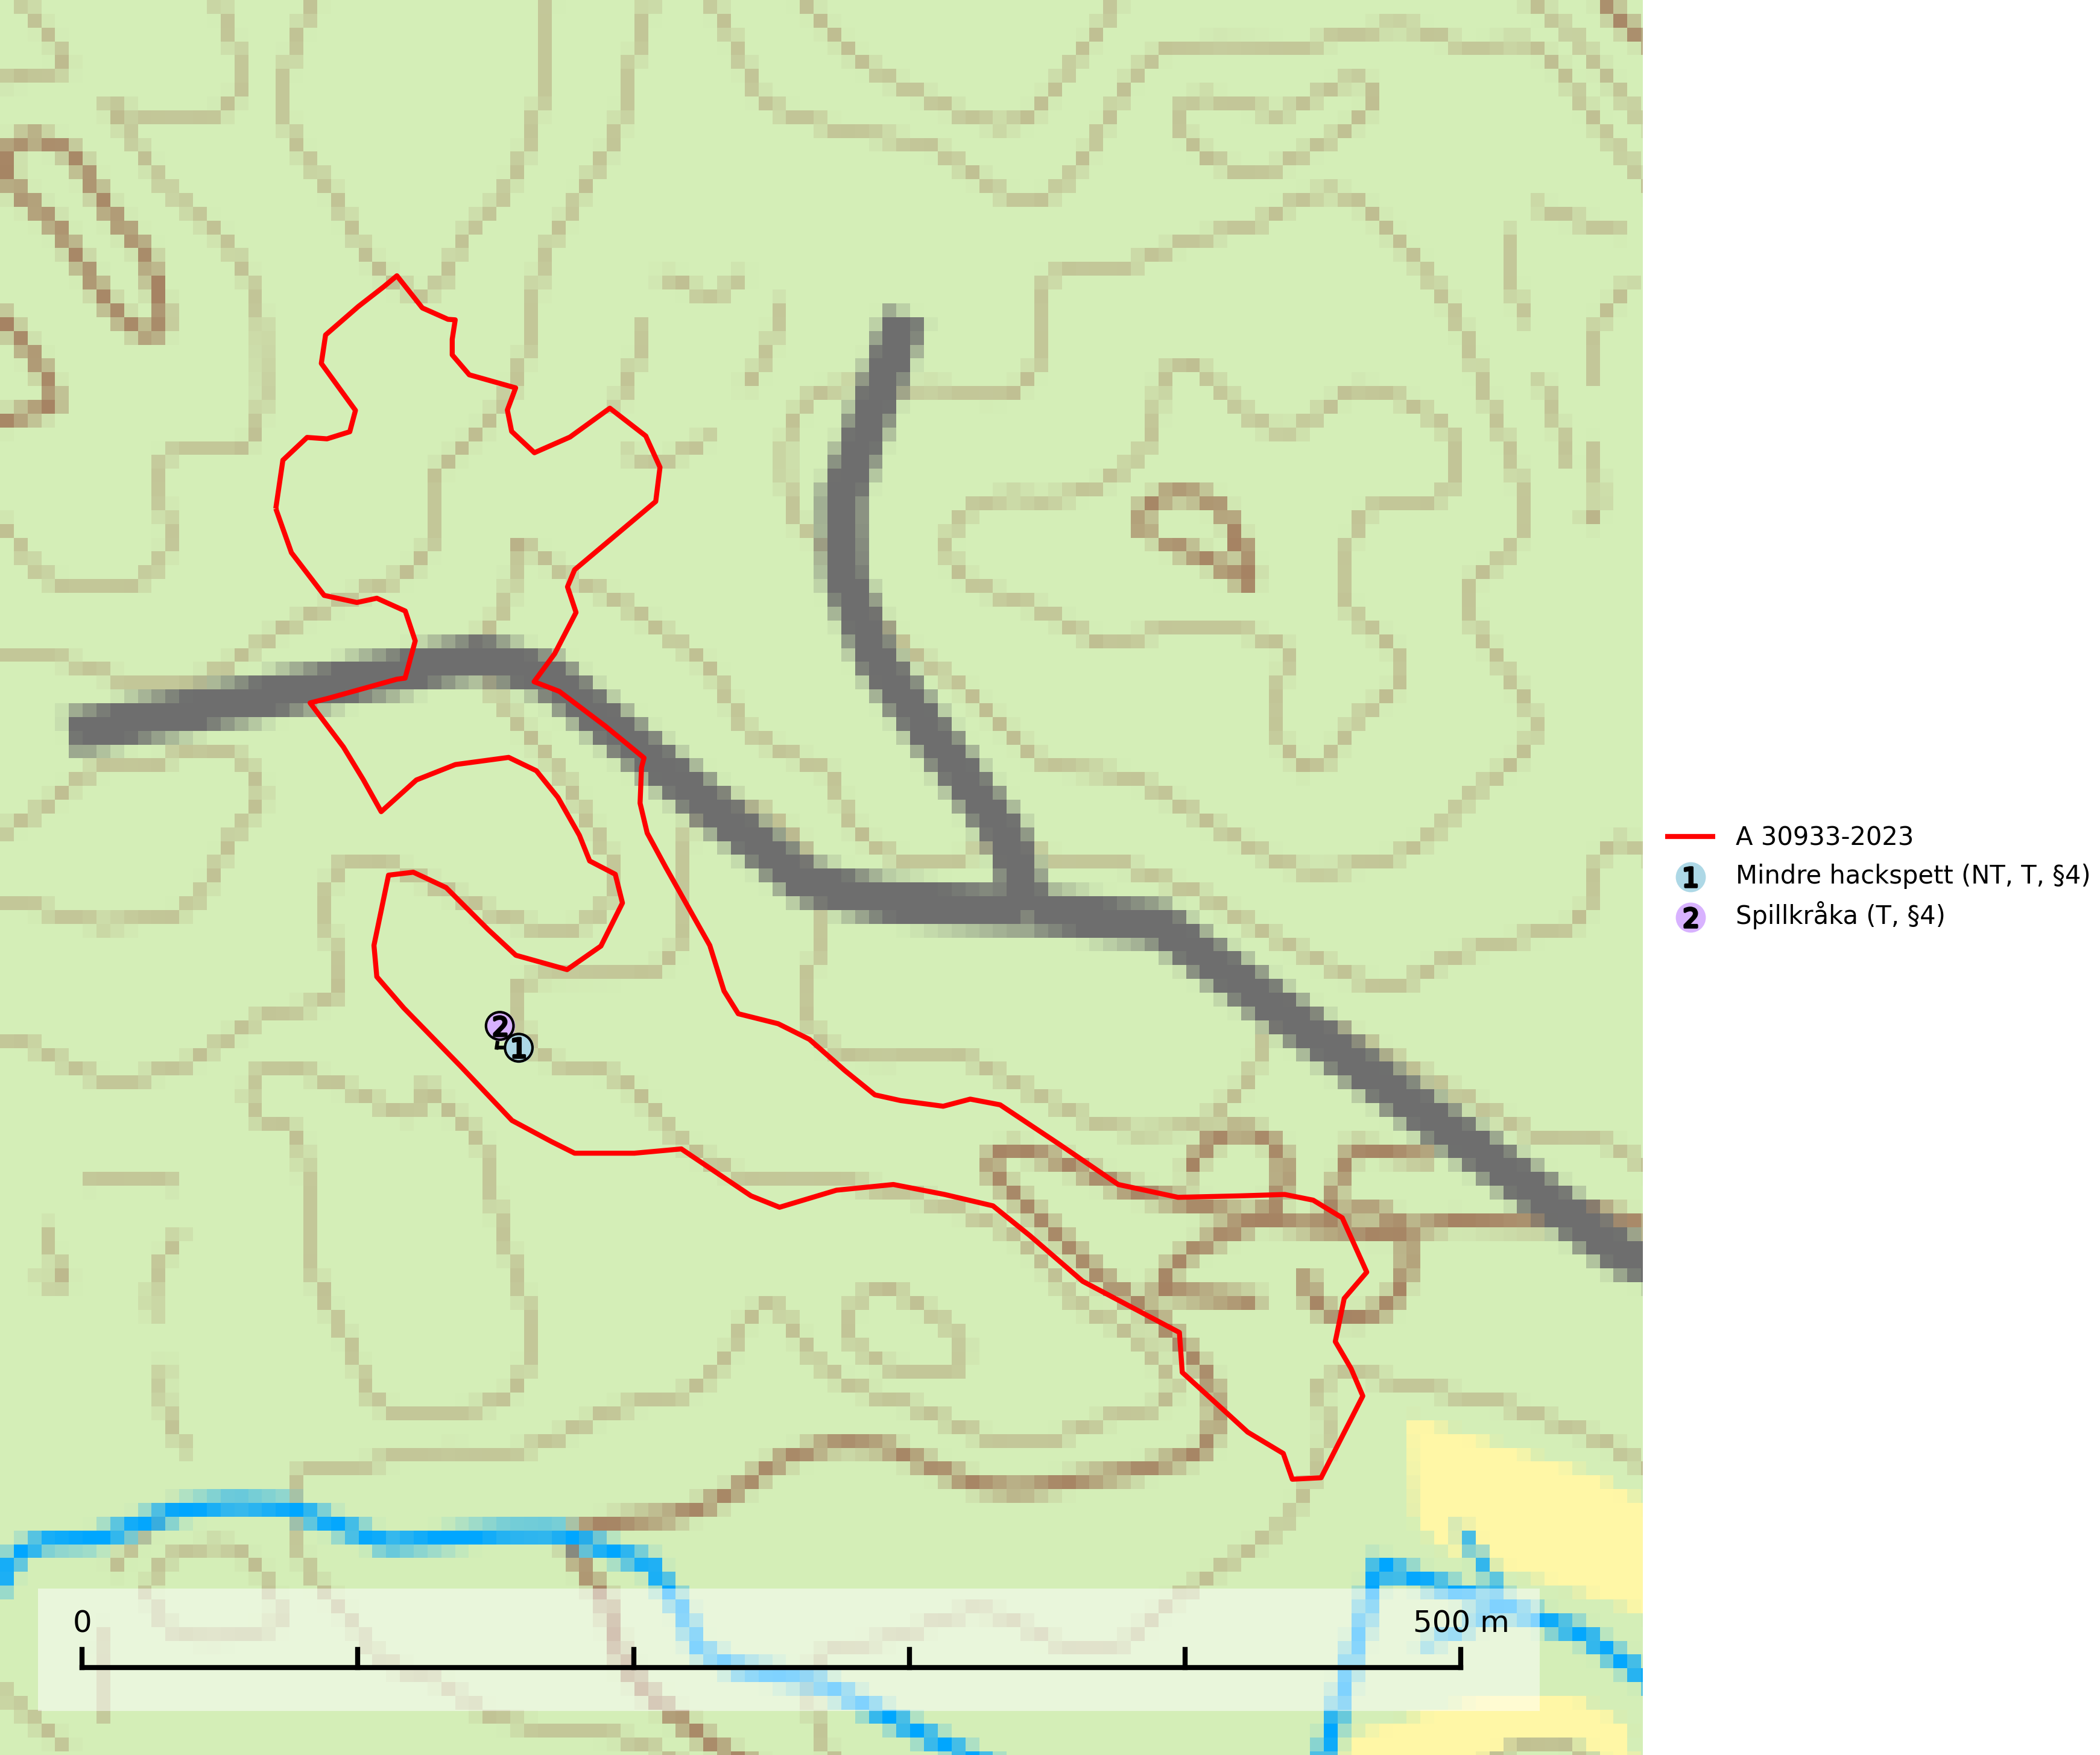 A 30933-2023
1 Mindre hackspett (NT, T, §4)
2 Spillkråka (T, §4)
2
1
0 500 m